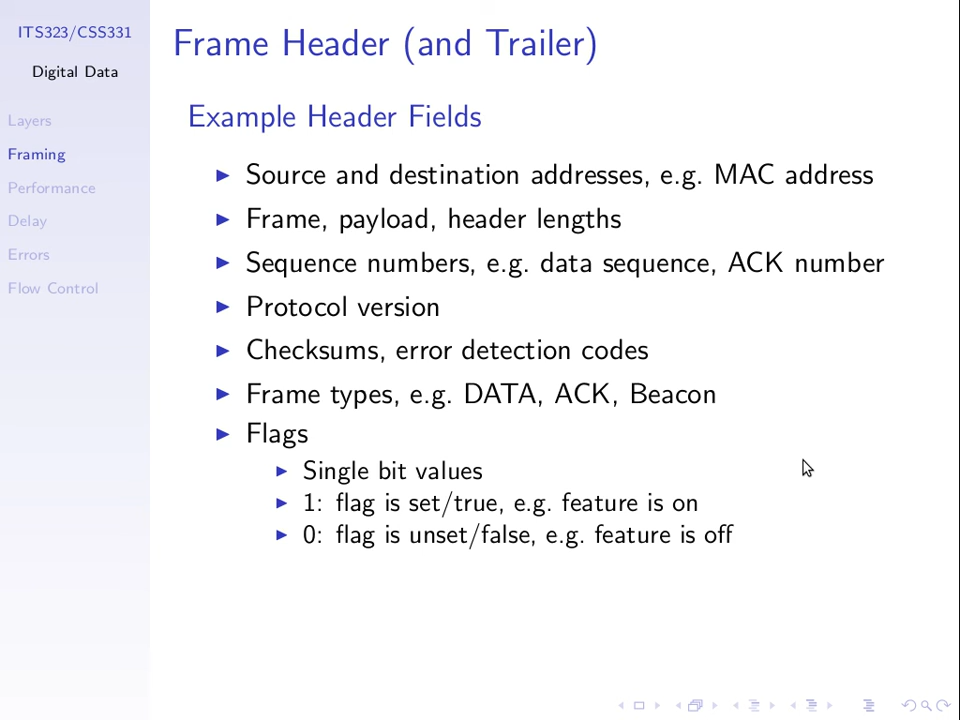 ITS323/CSS331
Digital Data
Layers
Framing
Performance
Delay
Errors
Flow Control
Frame Header (and Trailer)
Example Header Fields
Source and destination addresses, e.g. MAC address
Frame, payload, header lengths
Sequence numbers, e.g. data sequence, ACK number
Protocol version
Checksums, error detection codes
Frame types, e.g. DATA, ACK, Beacon
Flags
Single bit values
1: flag is set/true, e.g. feature is on
0: flag is unset/false, e.g. feature is off